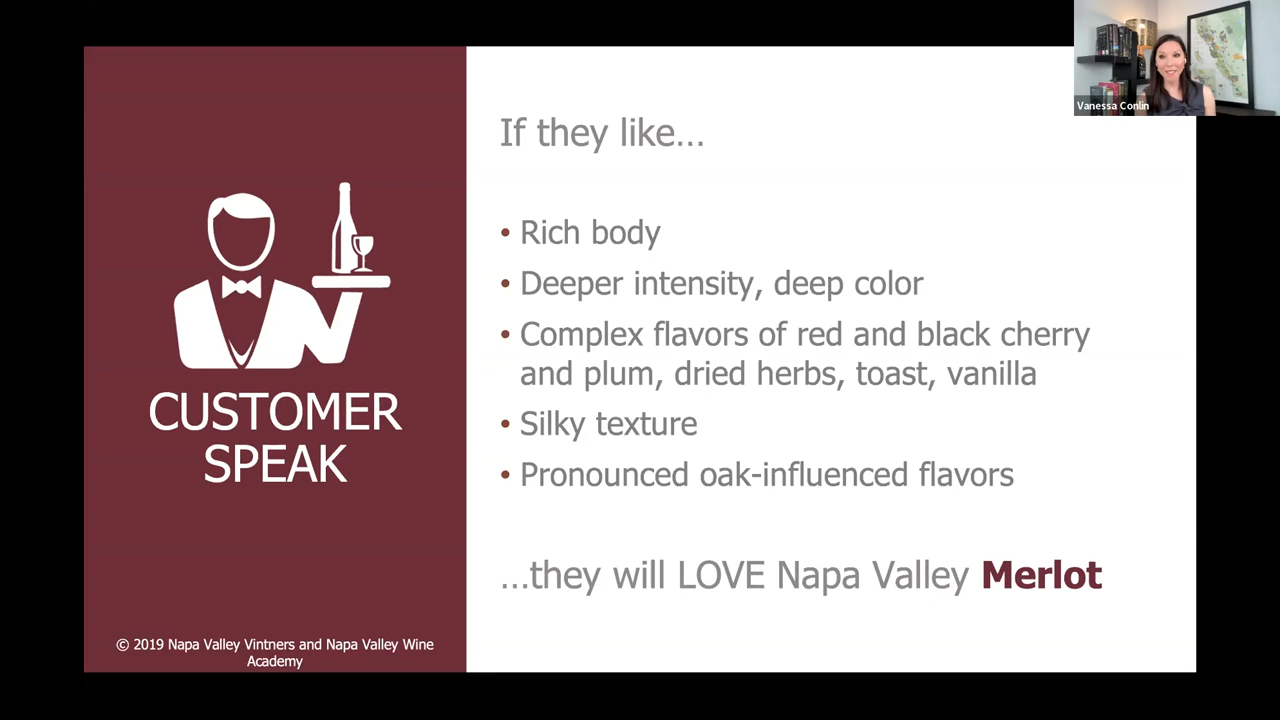 Vanessa Conlin
If they like…
• Rich body
• Deeper intensity, deep color
• Complex flavors of red and black cherry
and plum, dried herbs, toast, vanilla
• Silky texture
• Pronounced oak-influenced flavors
…they will LOVE Napa Valley Merlot
CUSTOMER
SPEAK
© 2019 Napa Valley Vintners and Napa Valley Wine
Academy